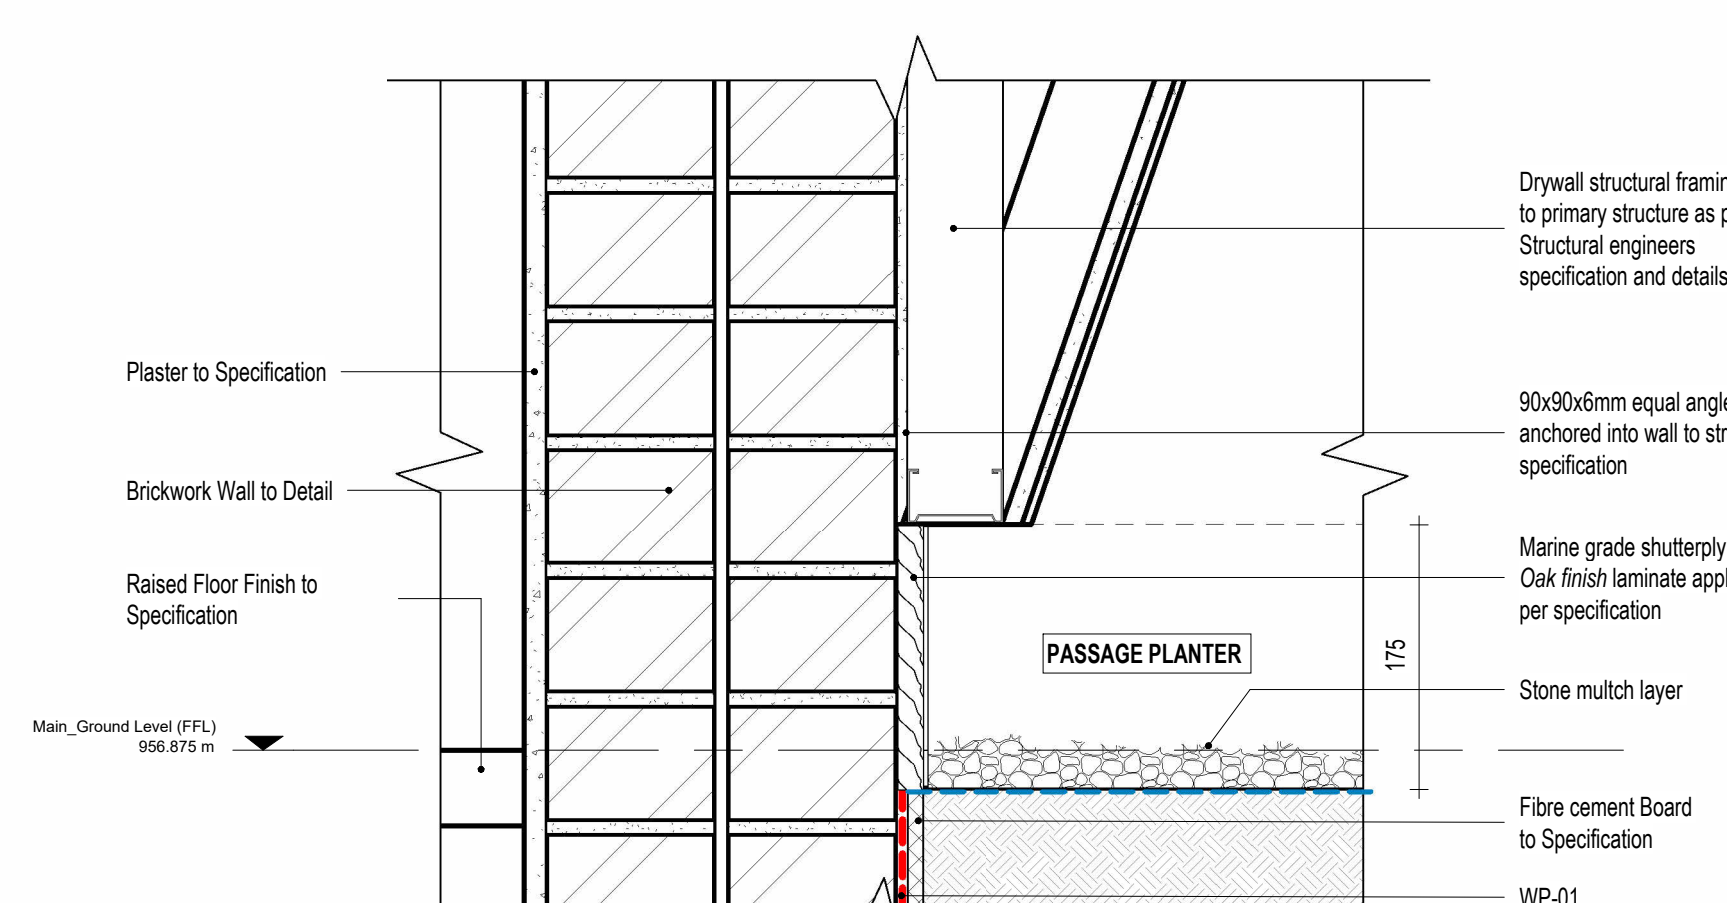 Drywall structural framin
to primary structure as p
Structural engineers
specification and details
Plaster to Specification
90x90x6mm equal angle
anchored into wall to str
specification
Brickwork Wall to Detail
Marine grade shutterply
Oak finish laminate appl
per specification
Raised Floor Finish to
Specification
PASSAGE PLANTER
175
Stone multch layer
Main_Ground Level (FFL)
956.875 m
Fibre cement Board
to Specification
WP-01